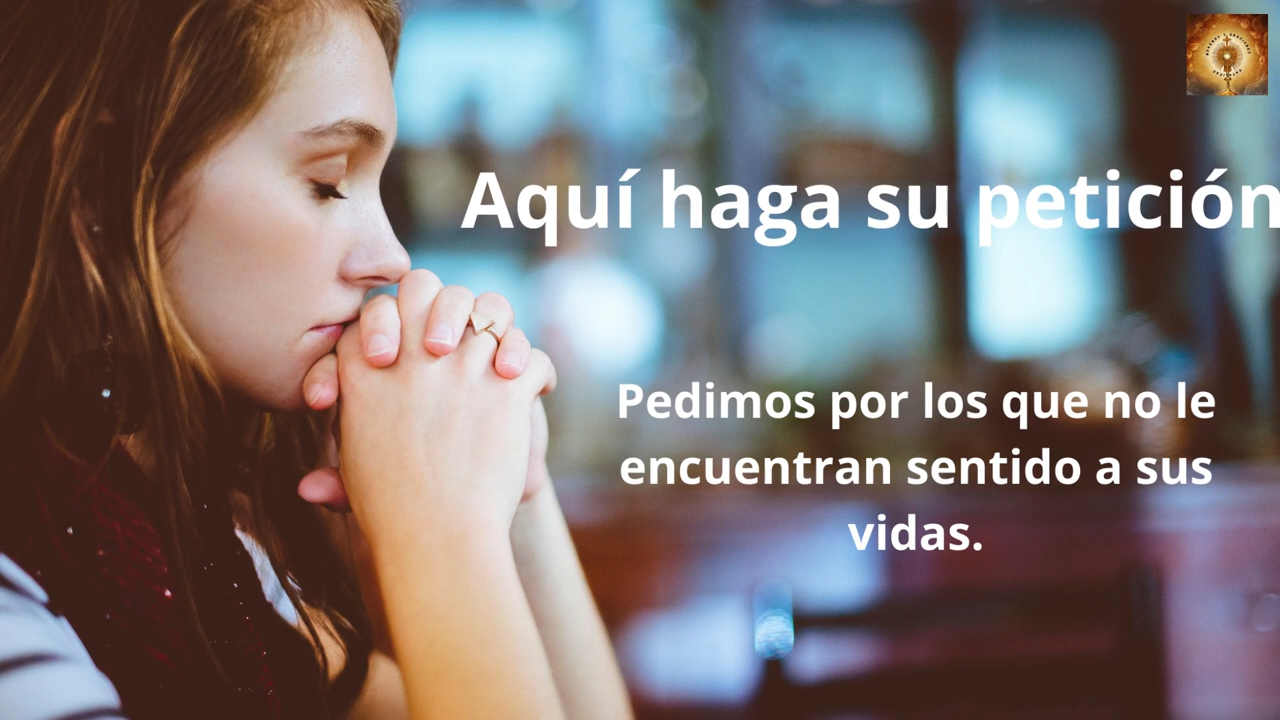 Aquí haga su petición
Pedimos por los que no le
encuentran sentido a sus
vidas.